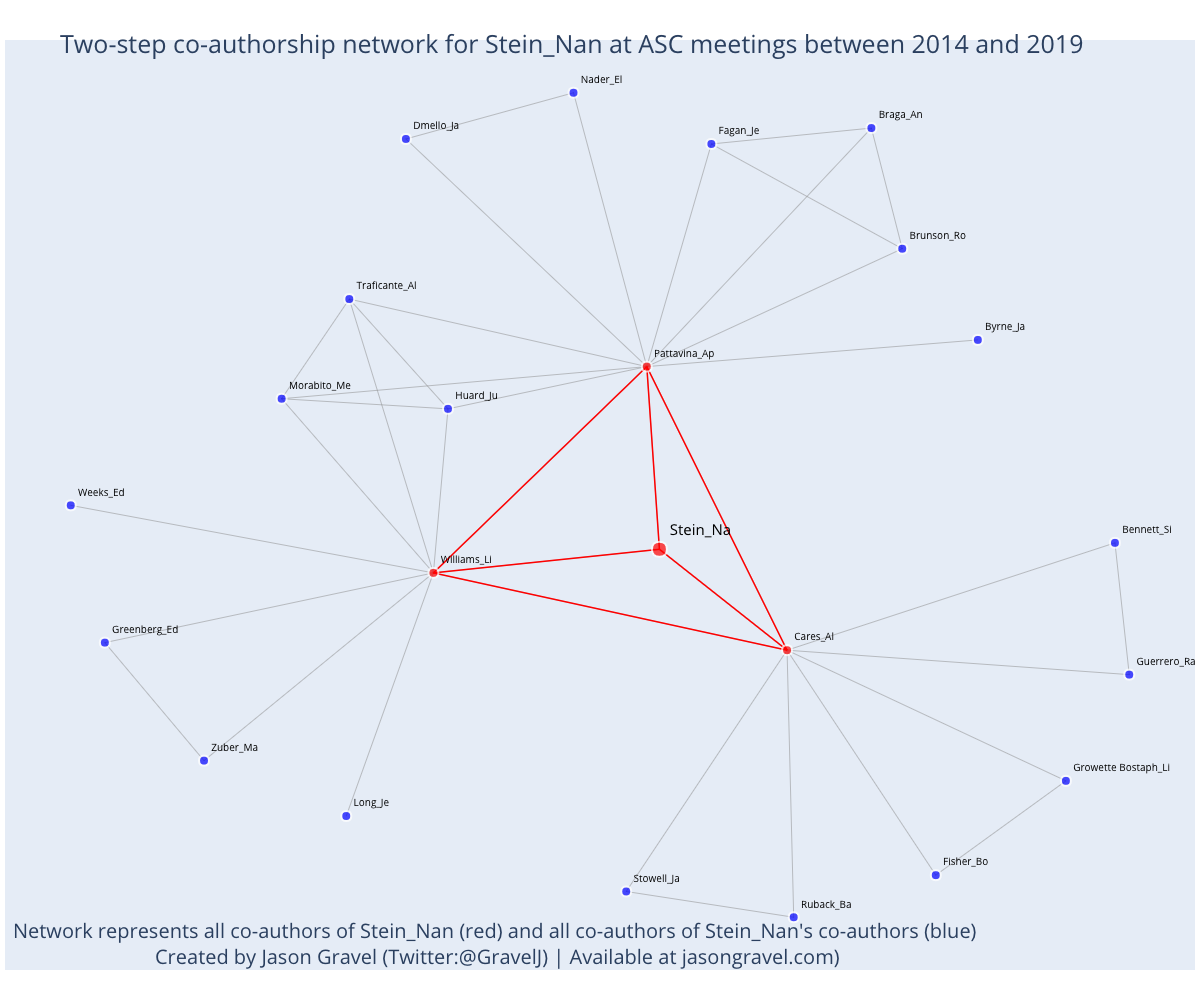 Two-step co-authorship network for Stein_Nan at ASC meetings between 2014 and 2019
Nader_El
Braga_An
Dmello_Ja
Fagan_Je
Brunson_Ro
Traficante_Al
Byrne_Ja
Pattavina_Ap
Morabito_Me
Huard_Ju
Weeks_Ed
Stein_Na
Bennett_Si
Williams_Li
Greenberg_Ed
Cares_Al
Guerrero_Ra
Zuber_Ma
Growette Bostaph_Li
Long_Je
Fisher_Bo
Stowell_Ja
Ruback_Ba
Network represents all co-authors of Stein_Nan (red) and all co-authors of Stein_Nan's co-authors (blue)
Created by Jason Gravel (Twitter:@GravelJ) | Available at jasongravel.com)